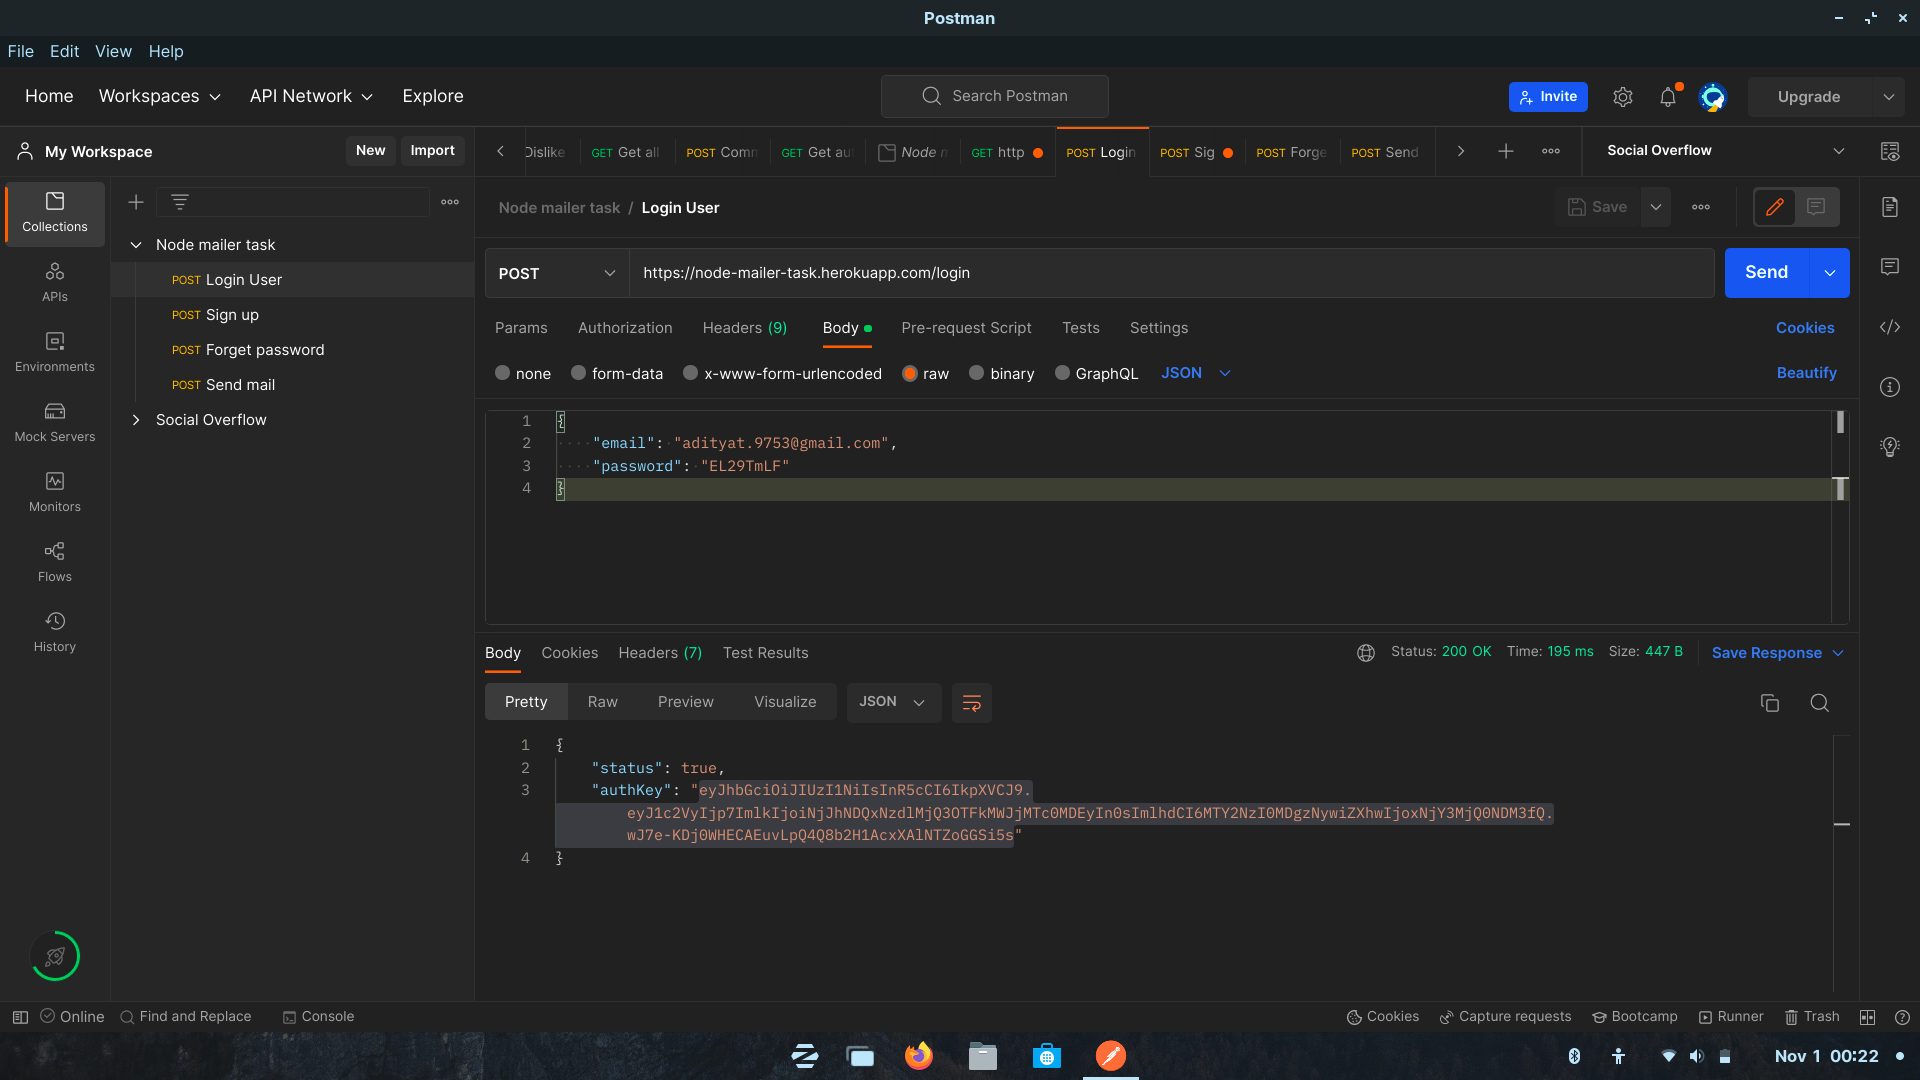 Postman
File Edit View Help
Home Workspaces API Network Explore Search Postman Invite Upgrade
My Workspace New Import Dislike GET Get all POST Comm GET Get au Node m GET http POST Login POST Sig POST Forge POST Send Social Overflow
Node mailer task / Login User Save
Collections
APIs
Environments
Mock Servers
Monitors
Flows
History
Node mailer task
POST Login User
POST Sign up
POST Forget password
POST Send mail
Social Overflow
POST https://node-mailer-task.herokuapp.com/login Send
Params Authorization Headers (9) Body Pre-request Script Tests Settings Cookies
none form-data x-www-form-urlencoded raw binary GraphQL JSON Beautify
1 {
2 "email": "adityat.9753@gmail.com",
3 "password": "EL29TmLF"
4 }
Body Cookies Headers (7) Test Results Status: 200 OK Time: 195 ms Size: 447 B Save Response
Pretty Raw Preview Visualize JSON
1 {
2 "status": true,
3 "authKey": "eyJhbGciOiJIUzI1NiIsInR5cCI6IkpXVCJ9.
eyJ1c2VyIjp7ImlkIjoiNjJhNDQxNzdlMjQ3OTFkMWJjMTc0MDEyIn0sImlhdCI6MTY2NzI0MDgzNywiZXhwIjoxNjY3MjQ0NDM3fQ.
wJ7e-KDj0WHECAEuvLpQ4Q8b2H1AcxXAlNTZoGGSi5s"
4 }
Online Find and Replace Console Cookies Capture requests Bootcamp Runner Trash
Nov 1 00:22